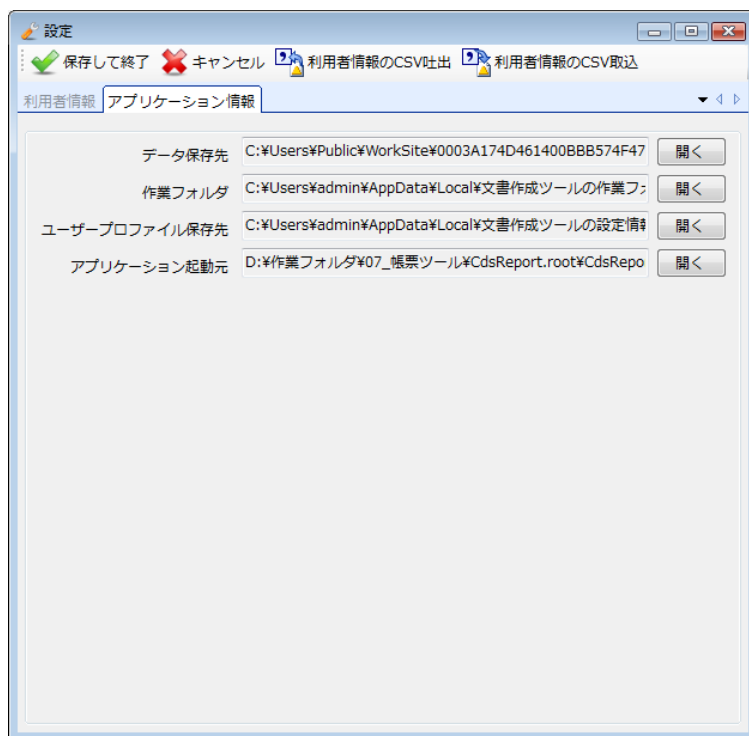 設定
保存して終了 キャンセル 利用者情報のCSV吐出 利用者情報のCSV取込
利用者情報 アプリケーション情報
データ保存先 C:¥Users¥Public¥WorkSite¥0003A174D461400BBB574F47 開く
作業フォルダ C:¥Users¥admin¥AppData¥Local¥文書作成ツールの作業フォ 開く
ユーザープロファイル保存先 C:¥Users¥admin¥AppData¥Local¥文書作成ツールの設定情報 開く
アプリケーション起動元 D:¥作業フォルダ¥07_帳票ツール¥CdsReport.root¥CdsRepo 開く